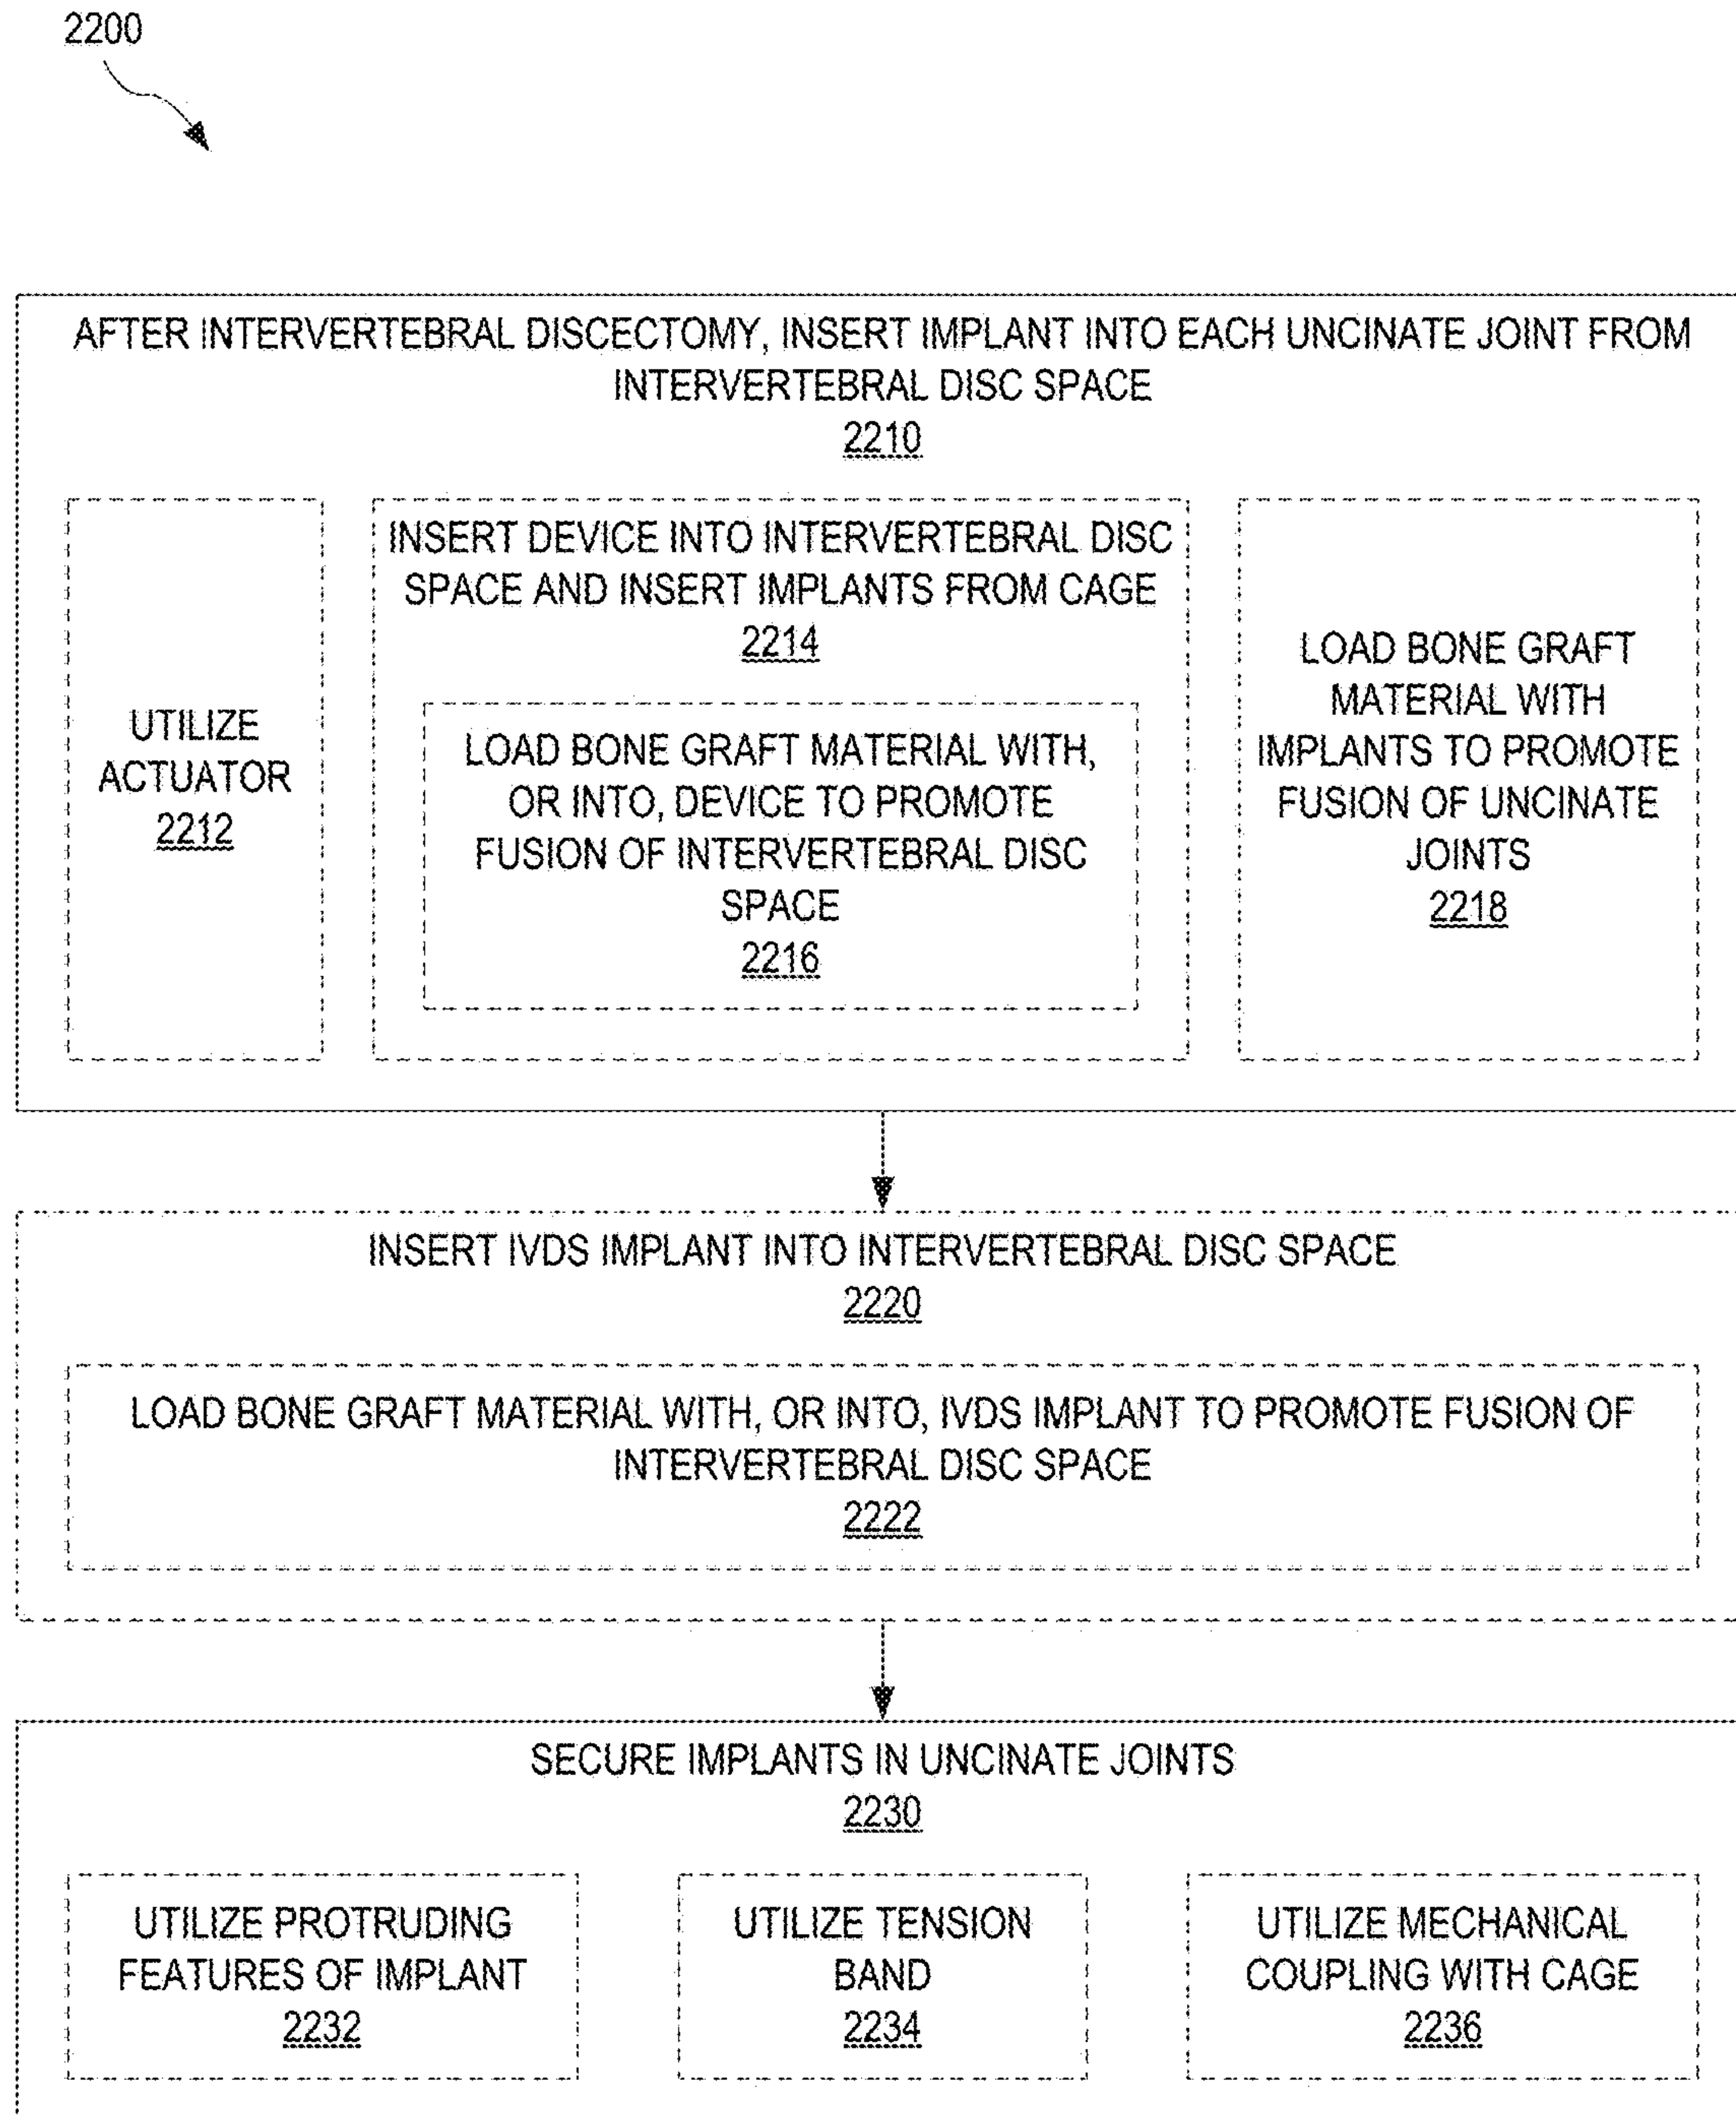 2200
AFTER INTERVERTEBRAL DISCECTOMY, INSERT IMPLANT INTO EACH UNCINATE JOINT FROM
INTERVERTEBRAL DISC SPACE
2210
UTILIZE
ACTUATOR
2212
INSERT DEVICE INTO INTERVERTEBRAL DISC
SPACE AND INSERT IMPLANTS FROM CAGE
2214
LOAD BONE GRAFT MATERIAL WITH,
OR INTO, DEVICE TO PROMOTE
FUSION OF INTERVERTEBRAL DISC
SPACE
2216
LOAD BONE GRAFT
MATERIAL WITH
IMPLANTS TO PROMOTE
FUSION OF UNCINATE
JOINTS
2218
INSERT IVDS IMPLANT INTO INTERVERTEBRAL DISC SPACE
2220
LOAD BONE GRAFT MATERIAL WITH, OR INTO, IVDS IMPLANT TO PROMOTE FUSION OF
INTERVERTEBRAL DISC SPACE
2222
SECURE IMPLANTS IN UNCINATE JOINTS
2230
UTILIZE PROTRUDING
FEATURES OF IMPLANT
2232
UTILIZE TENSION
BAND
2234
UTILIZE MECHANICAL
COUPLING WITH CAGE
2236